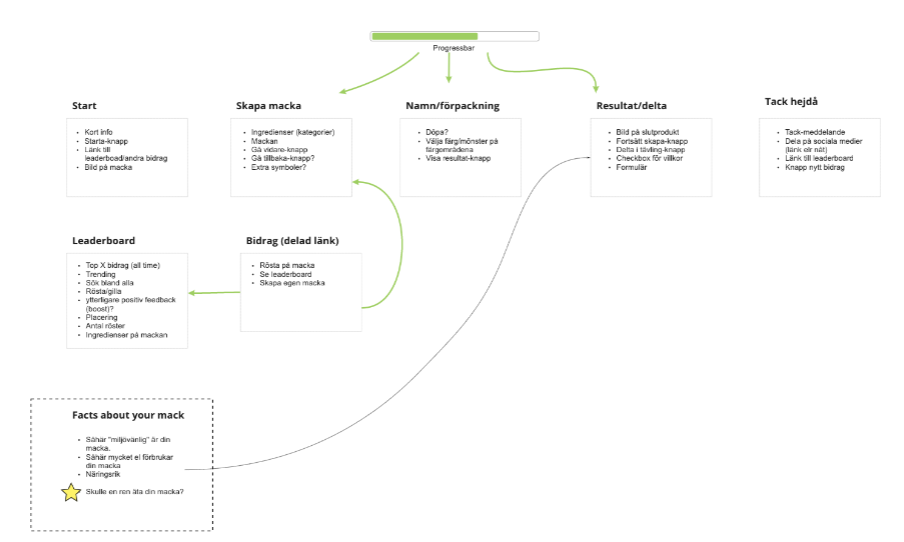 Progressbar
Start
• Kort info
• Starta-knapp
• Länk till
leaderboad/andra bidrag
• Bild på macka
Skapa macka
• Ingredienser (kategorier)
• Mackan
• Gå vidare-knapp
• Gå tillbaka-knapp?
• Extra symboler?
Namn/förpackning
• Döpa?
• Välja färg/mönster på
färgområdena
• Visa resultat-knapp
Resultat/delta
• Bild på slutprodukt
• Fortsätt skapa-knapp
• Delta i tävling-knapp
• Checkbox för villkor
• Formulär
Tack hejdå
• Tack-meddelande
• Dela på sociala medier
(länk elr nåt)
• Länk till leaderboard
• Knapp nytt bidrag
Leaderboard
• Top X bidrag (all time)
• Trending
• Sök bland alla
• Rösta/gilla
• ytterligare positiv feedback
(boost)?
• Placering
• Antal röster
• Ingredienser på mackan
Bidrag (delad länk)
• Rösta på macka
• Se leaderboard
• Skapa egen macka
Facts about your mack
• Såhar "miljövänlig" är din
macka.
• Såhär mycket el förbrukar
din macka
• Näringsrik
Skulle en ren äta din macka?